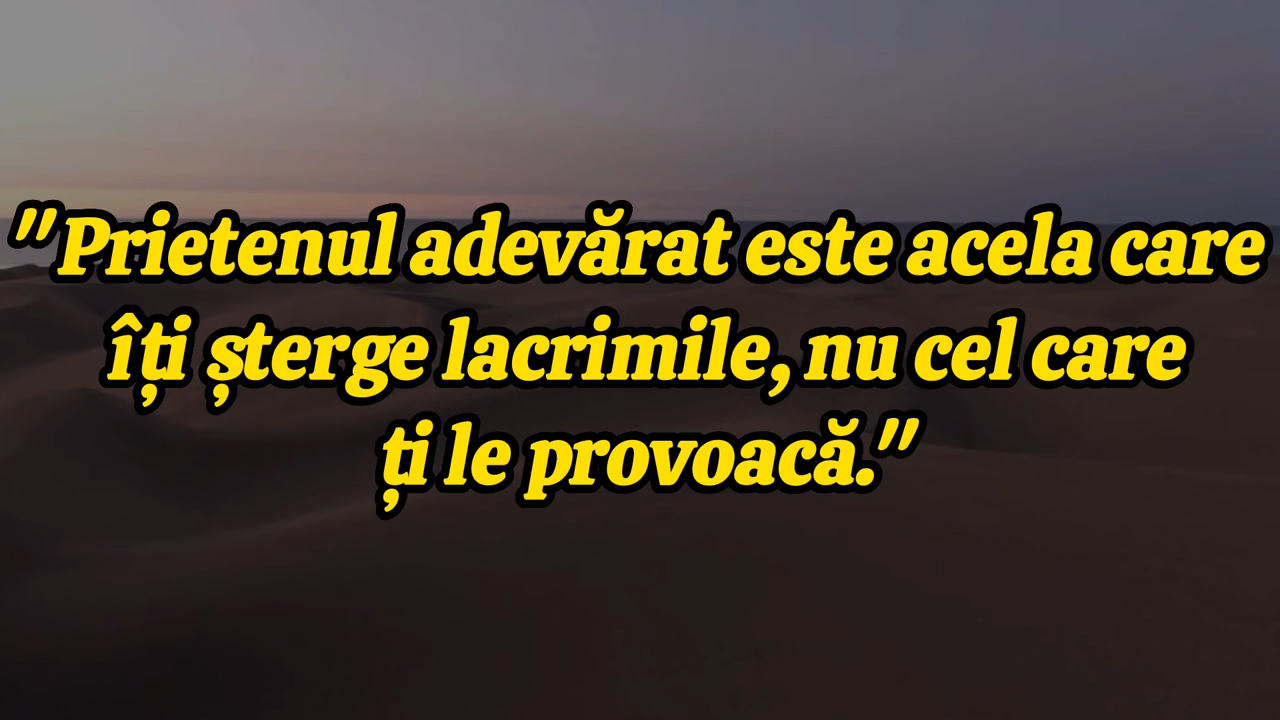 "Prietenul adevărat este acela care
îți șterge lacrimile, nu cel care
ți le provoacă."